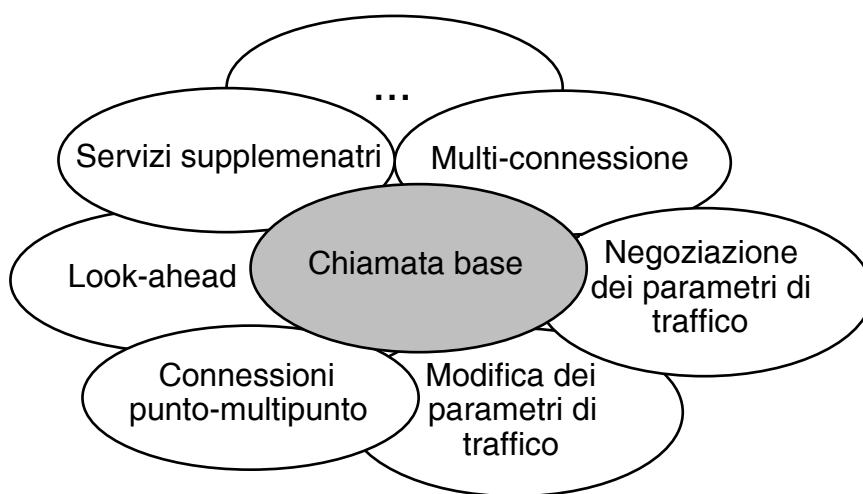 ...
Servizi supplemenatri
Multi-connessione
Chiamata base
Negoziazione
dei parametri di
traffico
Look-ahead
Connessioni
punto-multipunto
Modifica dei
parametri di
traffico